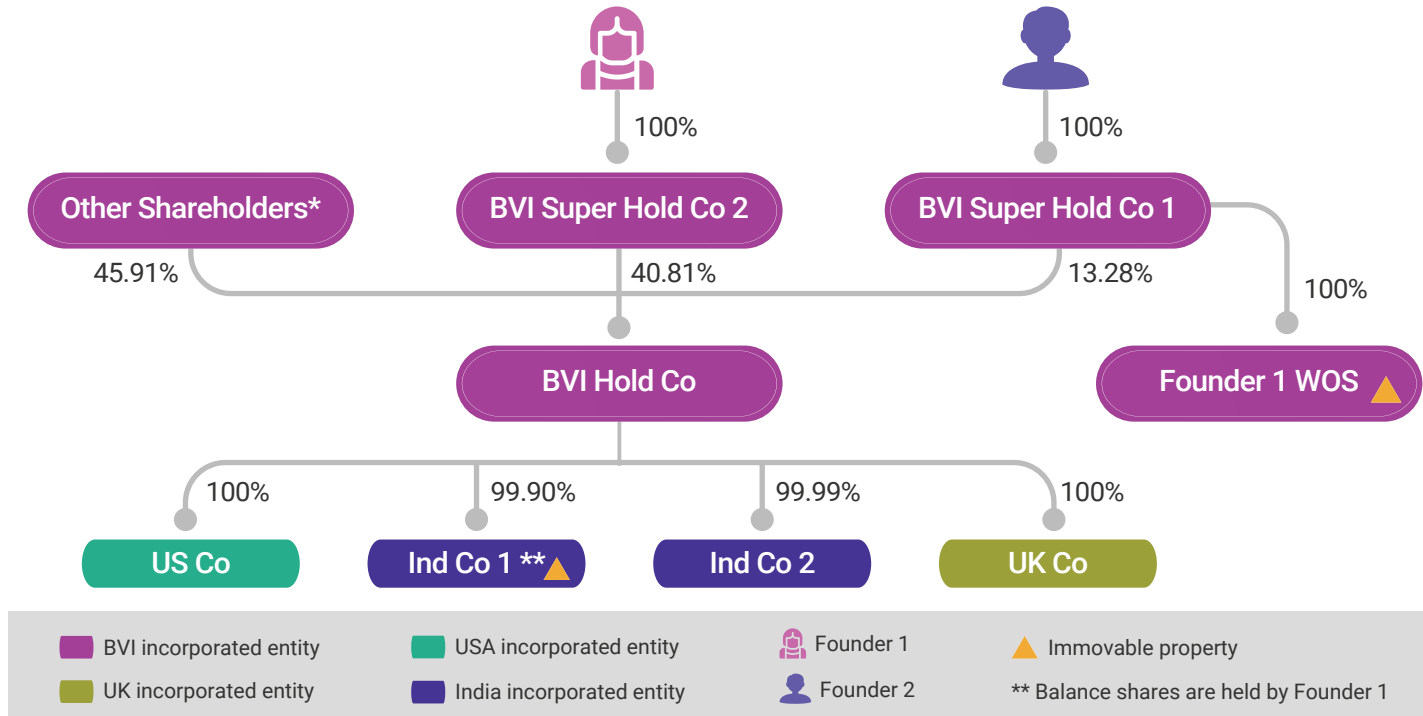 100%
100%
Other Shareholders*
BVI Super Hold Co 2
BVI Super Hold Co 1
45.91%
40.81%
13.28%
100%
BVI Hold Co
Founder 1 WOS
100%
99.90%
99.99%
100%
US Co
Ind Co 1 **
Ind Co 2
UK Co
BVI incorporated entity
USA incorporated entity
Founder 1
Immovable property
UK incorporated entity
India incorporated entity
Founder 2
** Balance shares are held by Founder 1